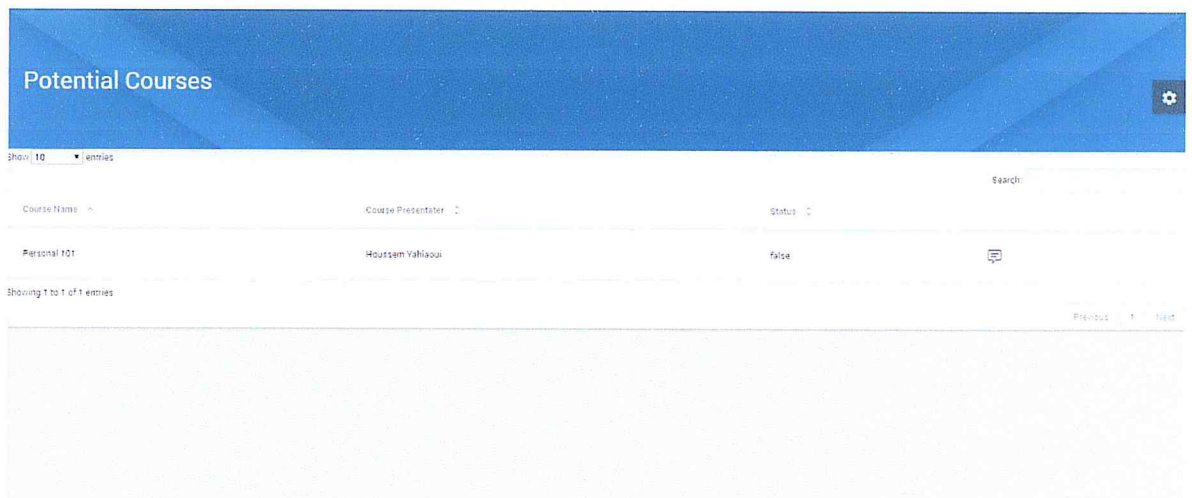 Potential Courses
Show 10 entries
Search:
Course Name Course Presentater Status
Personal 101 Houssem Yahiaoui false
Showing 1 to 1 of 1 entries
Previous 1 Next